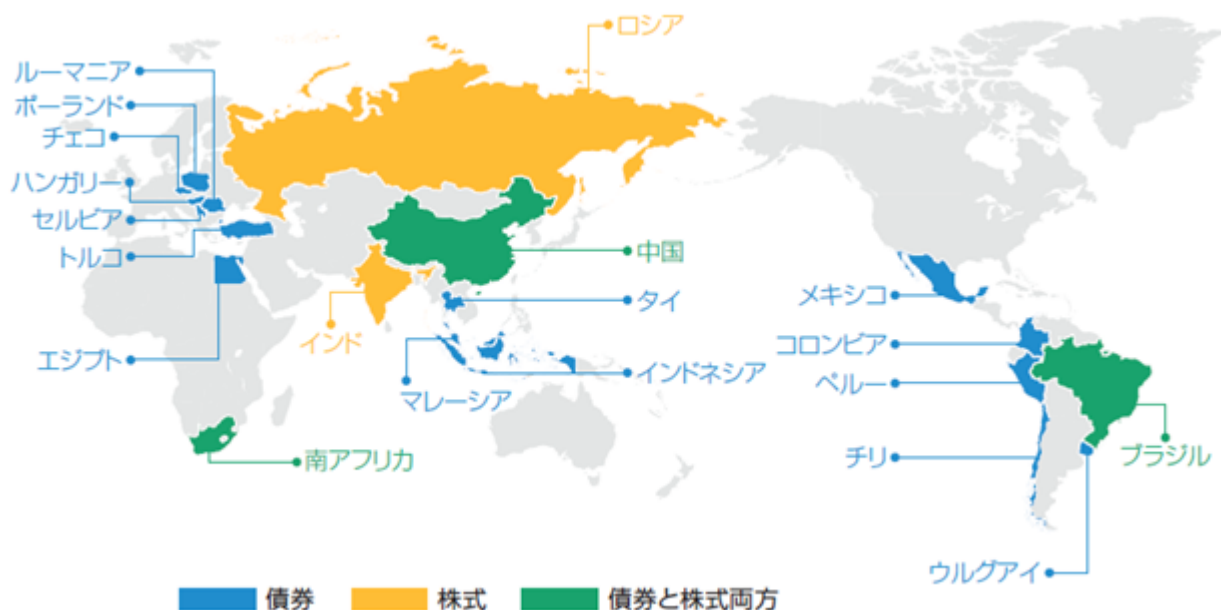 ロシア
ルーマニア
ポーランド
チェコ
ハンガリー
セルビア
トルコ
中国
タイ
メキシコ
インド
エジプト
コロンビア
インドネシア
ペルー
マレーシア
南アフリカ
チリ
ブラジル
ウルグアイ
債券 株式 債券と株式両方